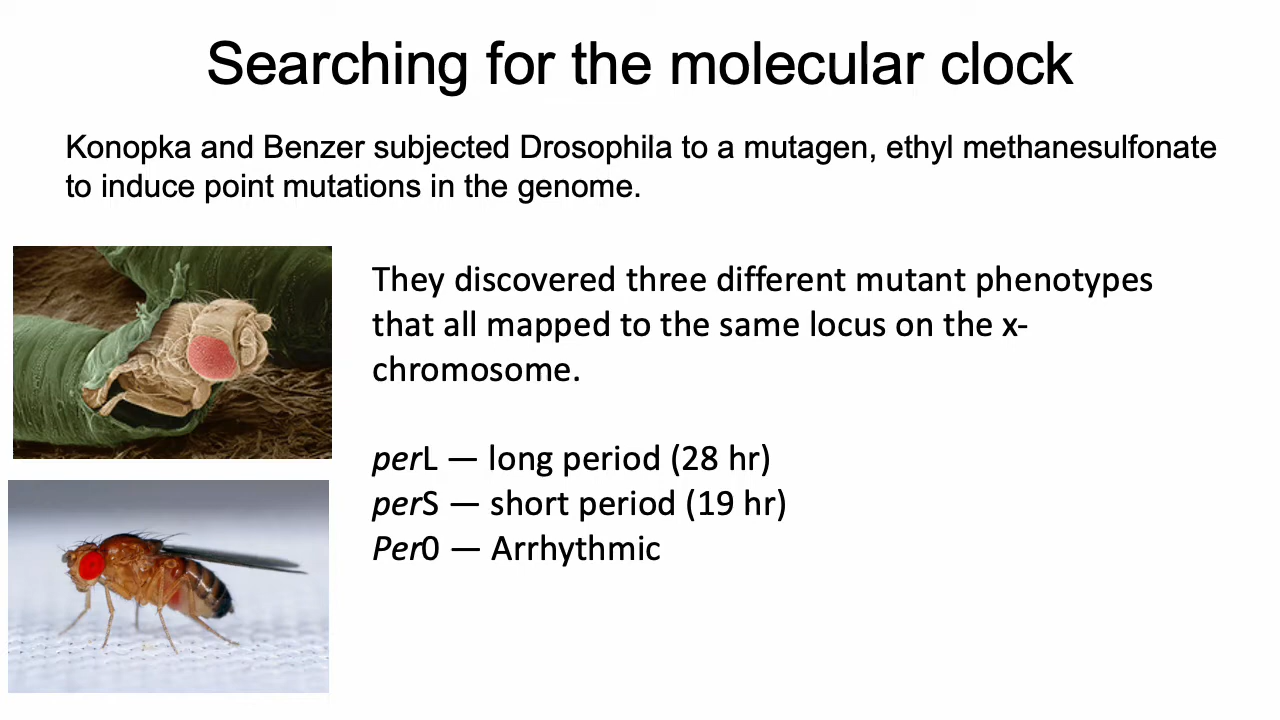 Searching for the molecular clock
Konopka and Benzer subjected Drosophila to a mutagen, ethyl methanesulfonate
to induce point mutations in the genome.
They discovered three different mutant phenotypes
that all mapped to the same locus on the x-
chromosome.
perL — long period (28 hr)
perS — short period (19 hr)
Per0 — Arrhythmic